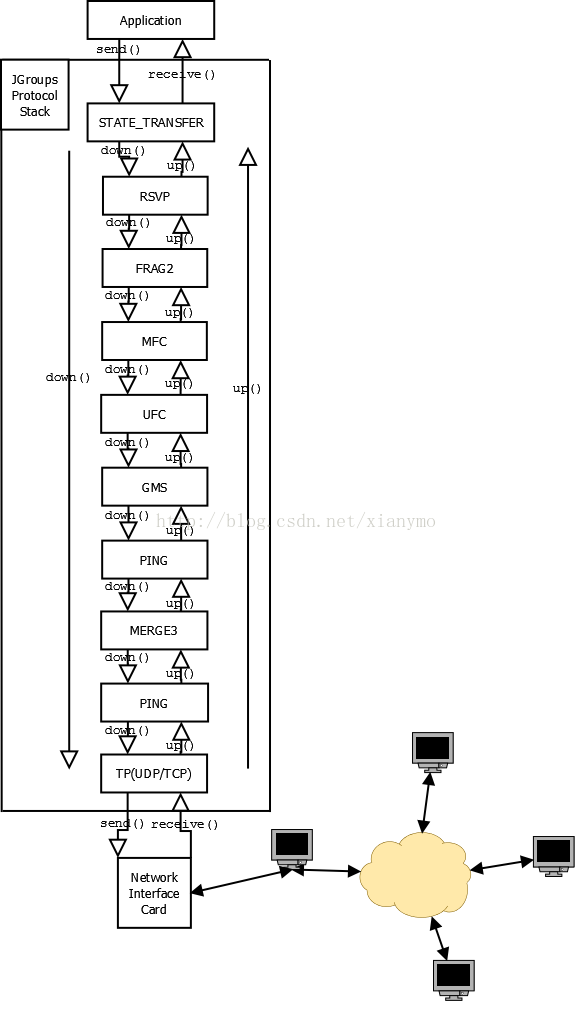 Application
send()
receive()
JGroups
Protocol
Stack
STATE_TRANSFER
down()
up()
RSVP
down()
up()
FRAG2
down()
up()
MFC
down()
up()
down()
up()
UFC
down()
up()
GMS
down()
up()
http://blog.csdn.net/xianymo
PING
down()
up()
MERGE3
down()
up()
PING
down()
up()
TP(UDP/TCP)
send()
receive()
Network
Interface
Card